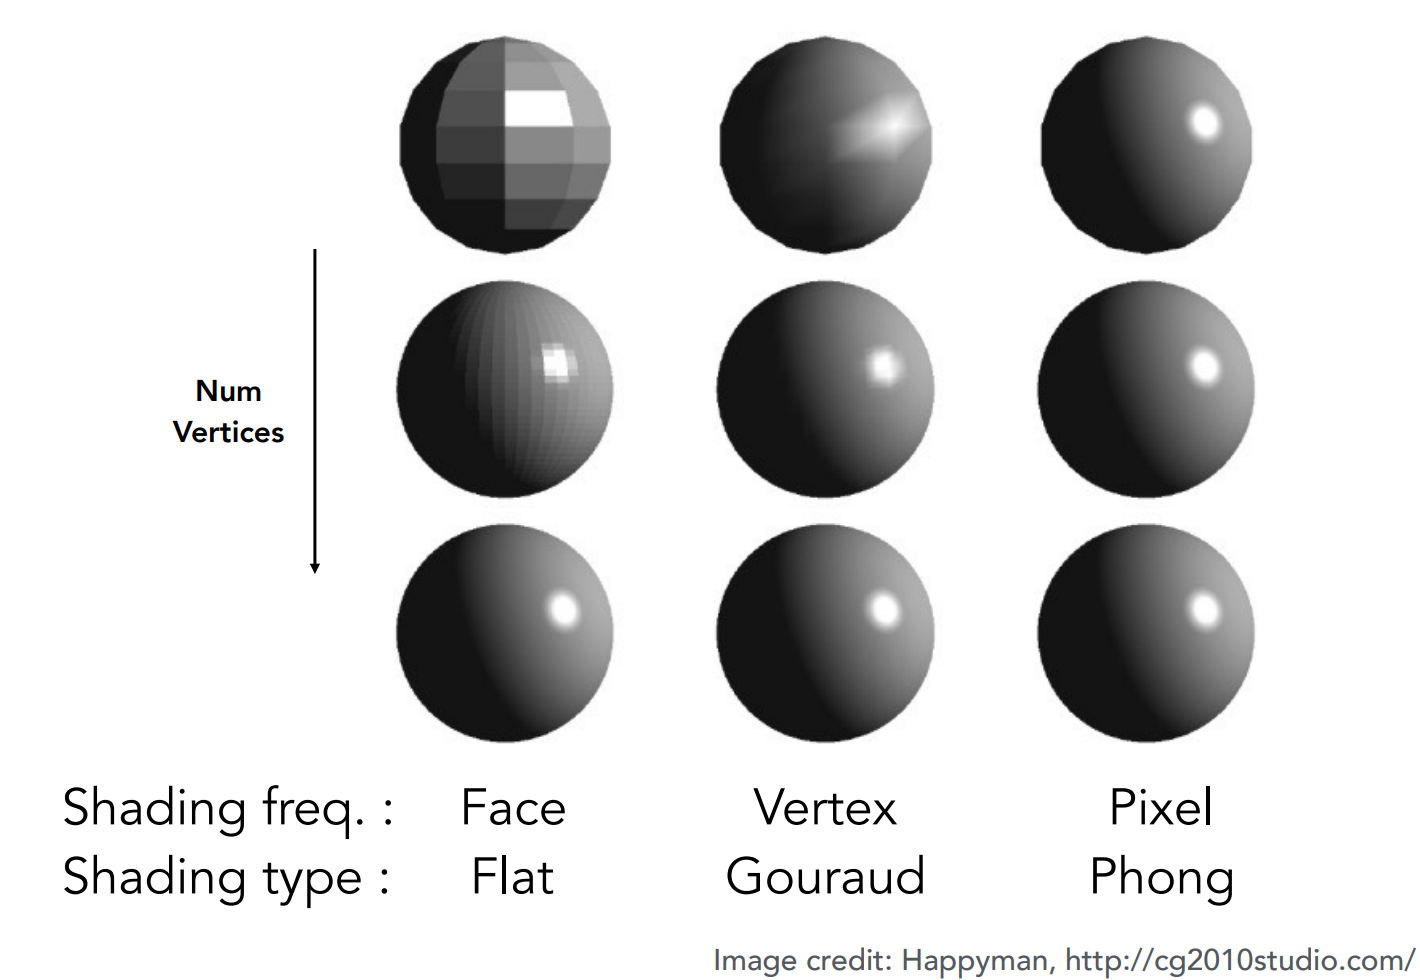 Num
Vertices
Shading freq. : Face Vertex Pixel
Shading type : Flat Gouraud Phong
Image credit: Happyman, http://cg2010studio.com/